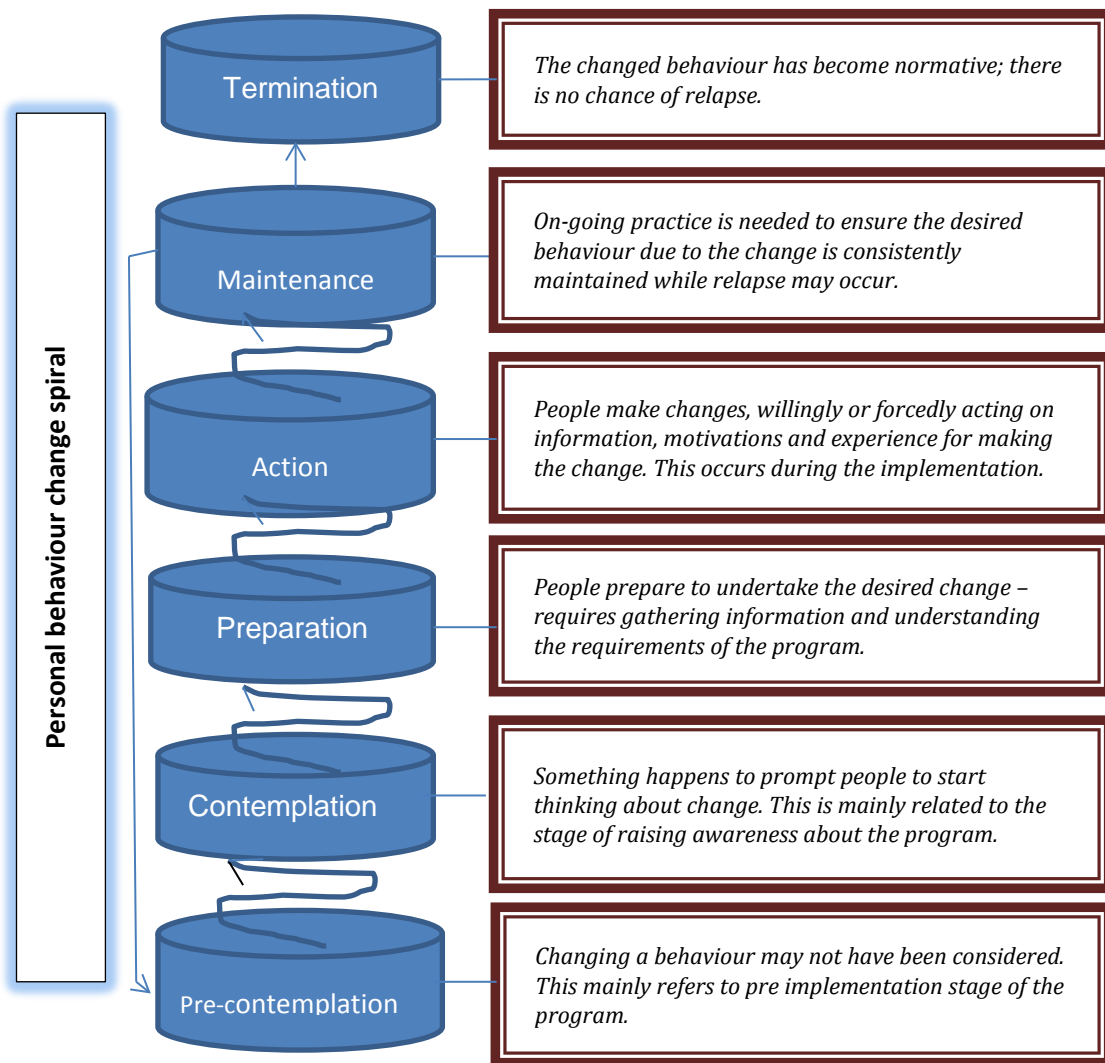 Personal behaviour change spiral
Termination
The changed behaviour has become normative; there
is no chance of relapse.
Maintenance
On-going practice is needed to ensure the desired
behaviour due to the change is consistently
maintained while relapse may occur.
Action
People make changes, willingly or forcedly acting on
information, motivations and experience for making
the change. This occurs during the implementation.
Preparation
People prepare to undertake the desired change –
requires gathering information and understanding
the requirements of the program.
Contemplation
Something happens to prompt people to start
thinking about change. This is mainly related to the
stage of raising awareness about the program.
Pre-contemplation
Changing a behaviour may not have been considered.
This mainly refers to pre implementation stage of the
program.